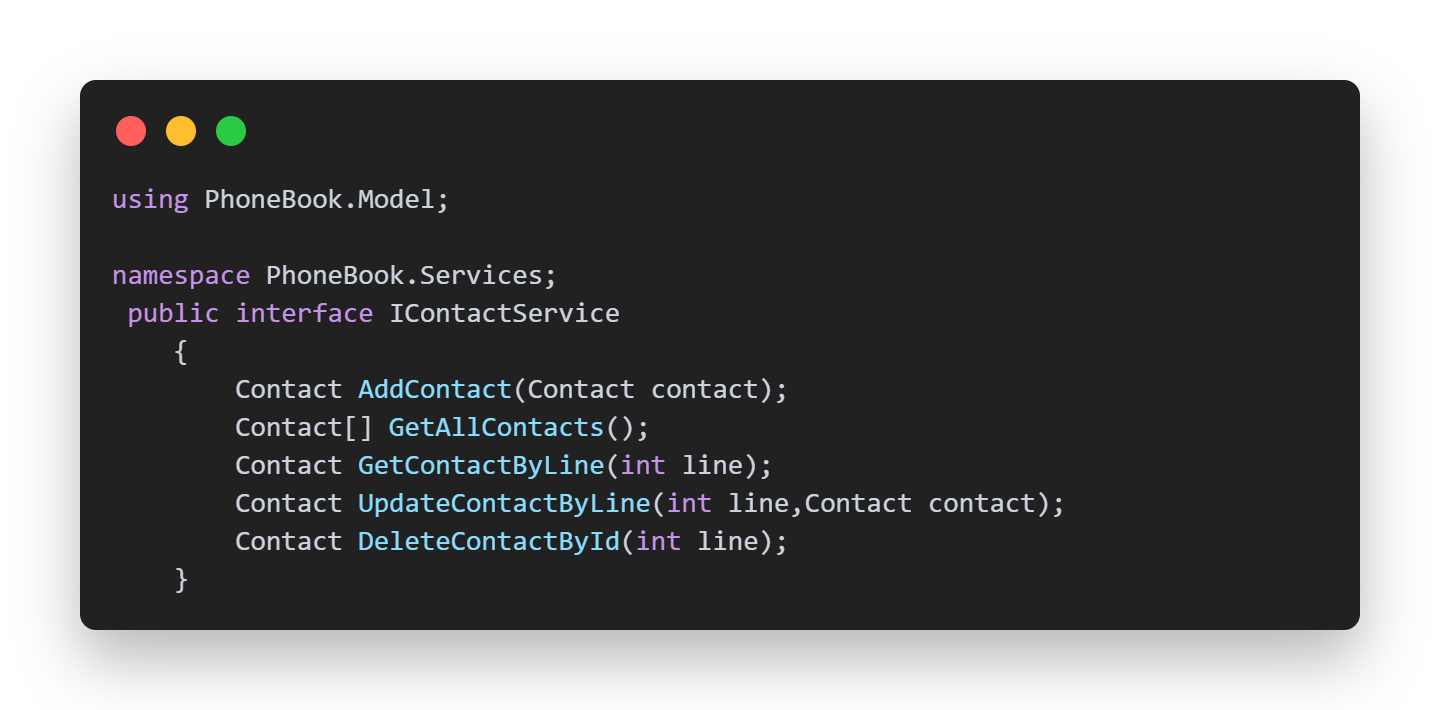 using PhoneBook.Model;

namespace PhoneBook.Services;
 public interface IContactService
    {
        Contact AddContact(Contact contact);
        Contact[] GetAllContacts();
        Contact GetContactByLine(int line);
        Contact UpdateContactByLine(int line,Contact contact);
        Contact DeleteContactById(int line);
    }